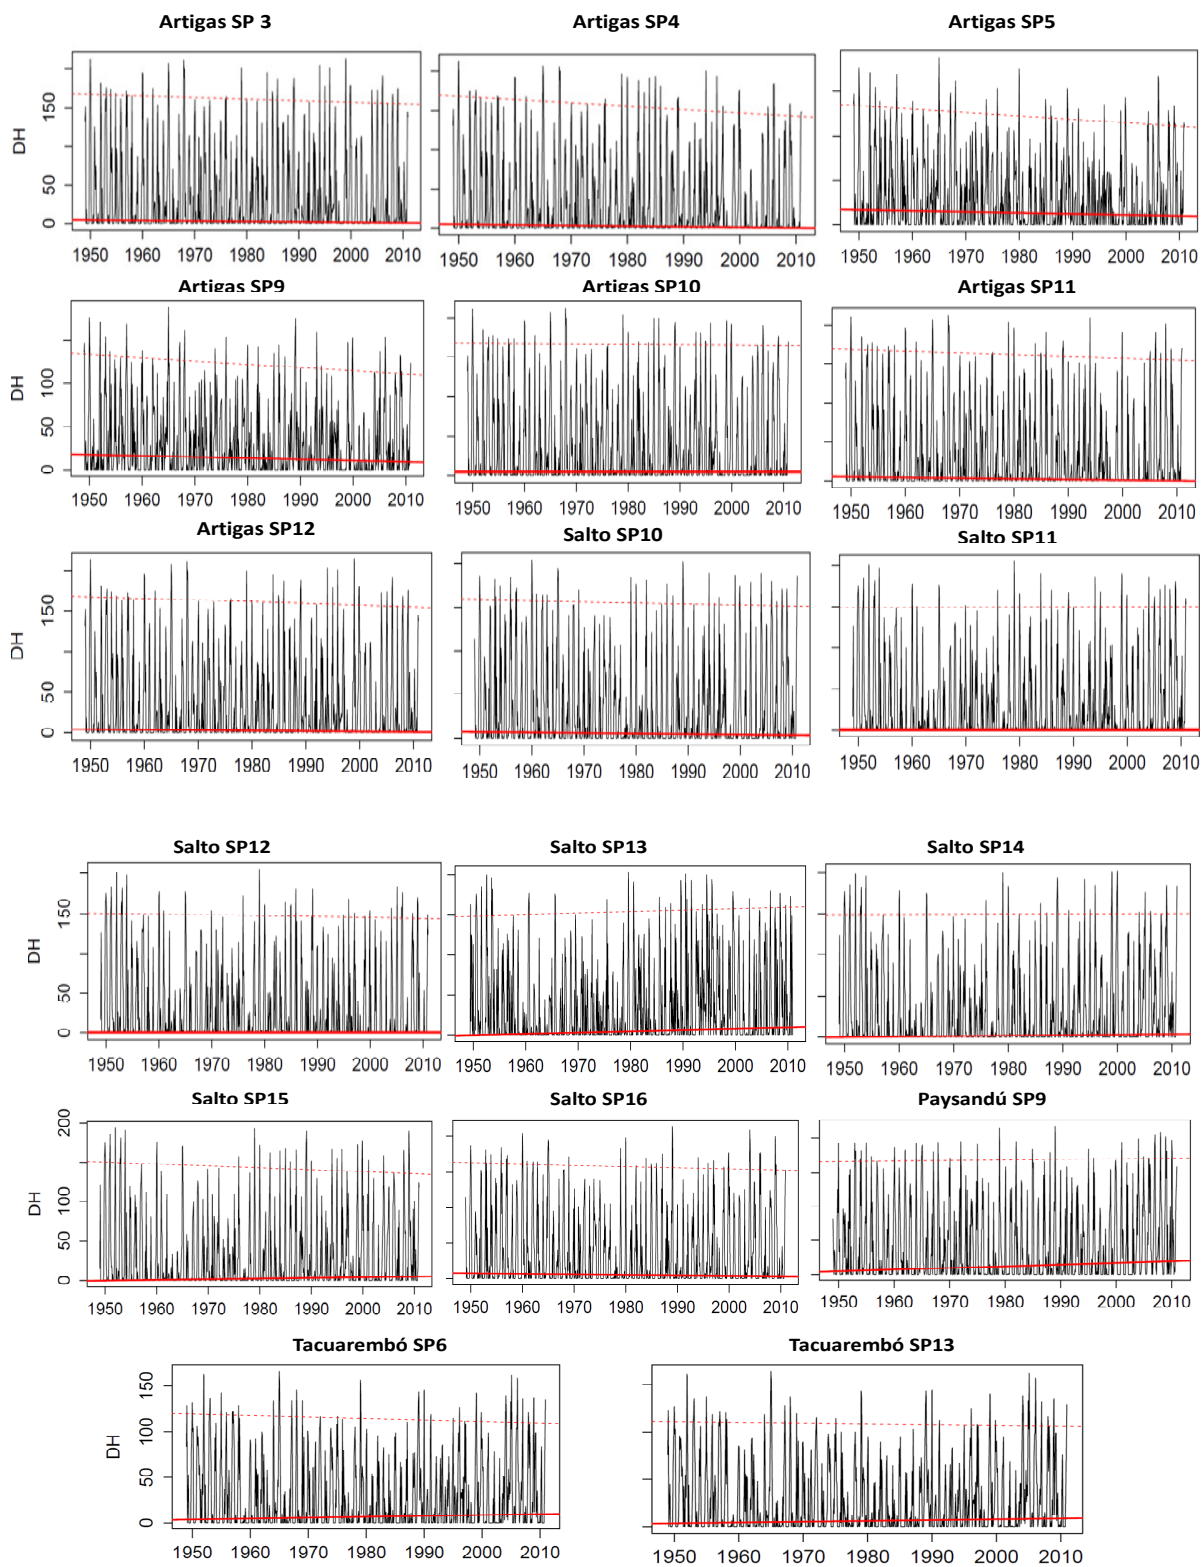 Artigas SP 3
Artigas SP4
Artigas SP5
DH
150
50
0
1950 1960 1970 1980 1990 2000 2010
1950 1960 1970 1980 1990 2000 2010
1950 1960 1970 1980 1990 2000 2010
Artigas SP9
Artigas SP10
Artigas SP11
DH
100
50
0
1950 1960 1970 1980 1990 2000 2010
1950 1960 1970 1980 1990 2000 2010
1950 1960 1970 1980 1990 2000 2010
Artigas SP12
Salto SP10
Salto SP11
DH
150
50
0
1950 1960 1970 1980 1990 2000 2010
1950 1960 1970 1980 1990 2000 2010
1950 1960 1970 1980 1990 2000 2010
Salto SP12
Salto SP13
Salto SP14
DH
150
50
0
1950 1960 1970 1980 1990 2000 2010
1950 1960 1970 1980 1990 2000 2010
1950 1960 1970 1980 1990 2000 2010
Salto SP15
Salto SP16
Paysandú SP9
DH
200
100
50
0
1950 1960 1970 1980 1990 2000 2010
1950 1960 1970 1980 1990 2000 2010
1950 1960 1970 1980 1990 2000 2010
Tacuarembó SP6
Tacuarembó SP13
DH
150
100
50
0
1950 1960 1970 1980 1990 2000 2010
1950 1960 1970 1980 1990 2000 2010